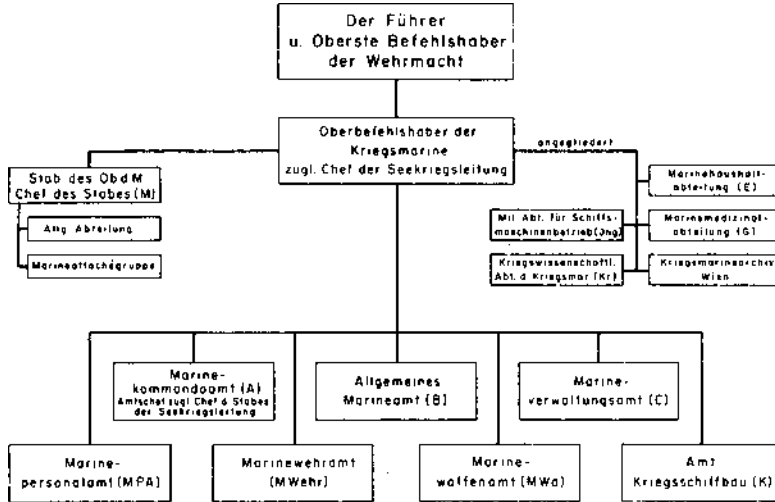 Der Führer
u. Oberste Befehlshaber
der Wehrmacht
Oberbefehlshaber der
Kriegsmarine
zugl. Chef der Seekriegsleitung
angegliedert
Stab des ObdM
Chef des Stabes (M)
Allg Abteilung
Marineattachégruppe
Marinehaushalt-
abteilung (E)
Mil Abt. für Schiffs-
maschinenbetrieb (Jng)
Marinemedizinal-
abteilung (G)
Kriegswissenschaftl.
Abt. d Kriegsmar (Kr)
Kriegsmarinearchiv
Wien
Marine-
kommandoamt (A)
Amtschef zugl Chef d Stabes
der Seekriegsleitung
Allgemeines
Marineamt (B)
Marine-
verwaltungsamt (C)
Marine-
personalamt (MPA)
Marinewehramt
(MWehr)
Marine-
waffenamt (MWa)
Amt
Kriegsschiffbau (K)